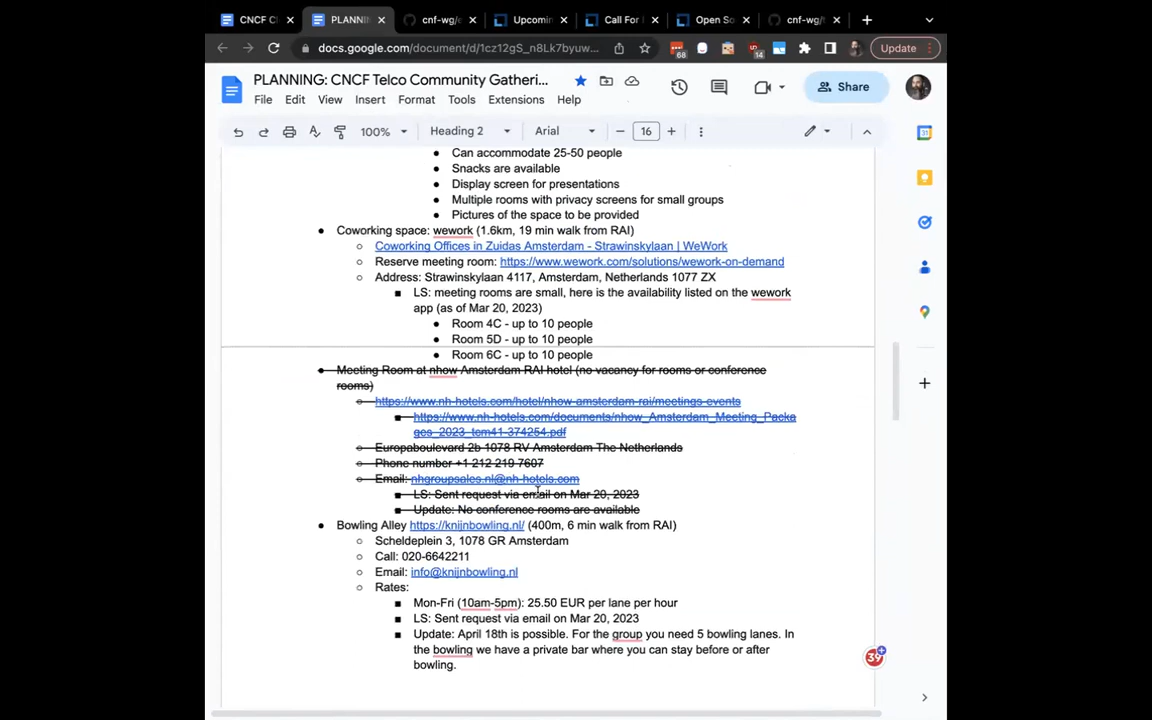 CNCF C
PLANNIN
cnf-wg/e
Upcomin
Call For
Open So
cnf-wg/t
docs.google.com/document/d/1cz12gS_n8Lk7byuw...
68
14
Update
PLANNING: CNCF Telco Community Gatheri...
File Edit View Insert Format Tools Extensions Help
Share
100% Heading 2 Arial 16
Can accommodate 25-50 people
Snacks are available
Display screen for presentations
Multiple rooms with privacy screens for small groups
Pictures of the space to be provided
Coworking space: wework (1.6km, 19 min walk from RAI)
Coworking Offices in Zuidas Amsterdam - Strawinskylaan | WeWork
Reserve meeting room: https://www.wework.com/solutions/wework-on-demand
Address: Strawinskylaan 4117, Amsterdam, Netherlands 1077 ZX
LS: meeting rooms are small, here is the availability listed on the wework
app (as of Mar 20, 2023)
Room 4C - up to 10 people
Room 5D - up to 10 people
Room 6C - up to 10 people
Meeting Room at nhow Amsterdam RAI hotel (no vacancy for rooms or conference
rooms)
https://www.nh-hotels.com/hotel/nhow-amsterdam-rai/meetings-events
https://www.nh-hotels.com/documents/nhow_Amsterdam_Meeting_Packa
ges_2023_tcm41-374254.pdf
Europaboulevard 2b 1078 RV Amsterdam The Netherlands
Phone number +1 212 219 7607
Email: nhgroupsales.nl@nh-hotels.com
LS: Sent request via email on Mar 20, 2023
Update: No conference rooms are available
Bowling Alley https://knijnbowling.nl/ (400m, 6 min walk from RAI)
Scheldeplein 3, 1078 GR Amsterdam
Call: 020-6642211
Email: info@knijnbowling.nl
Rates:
Mon-Fri (10am-5pm): 25.50 EUR per lane per hour
LS: Sent request via email on Mar 20, 2023
Update: April 18th is possible. For the group you need 5 bowling lanes. In
the bowling we have a private bar where you can stay before or after
bowling.
39